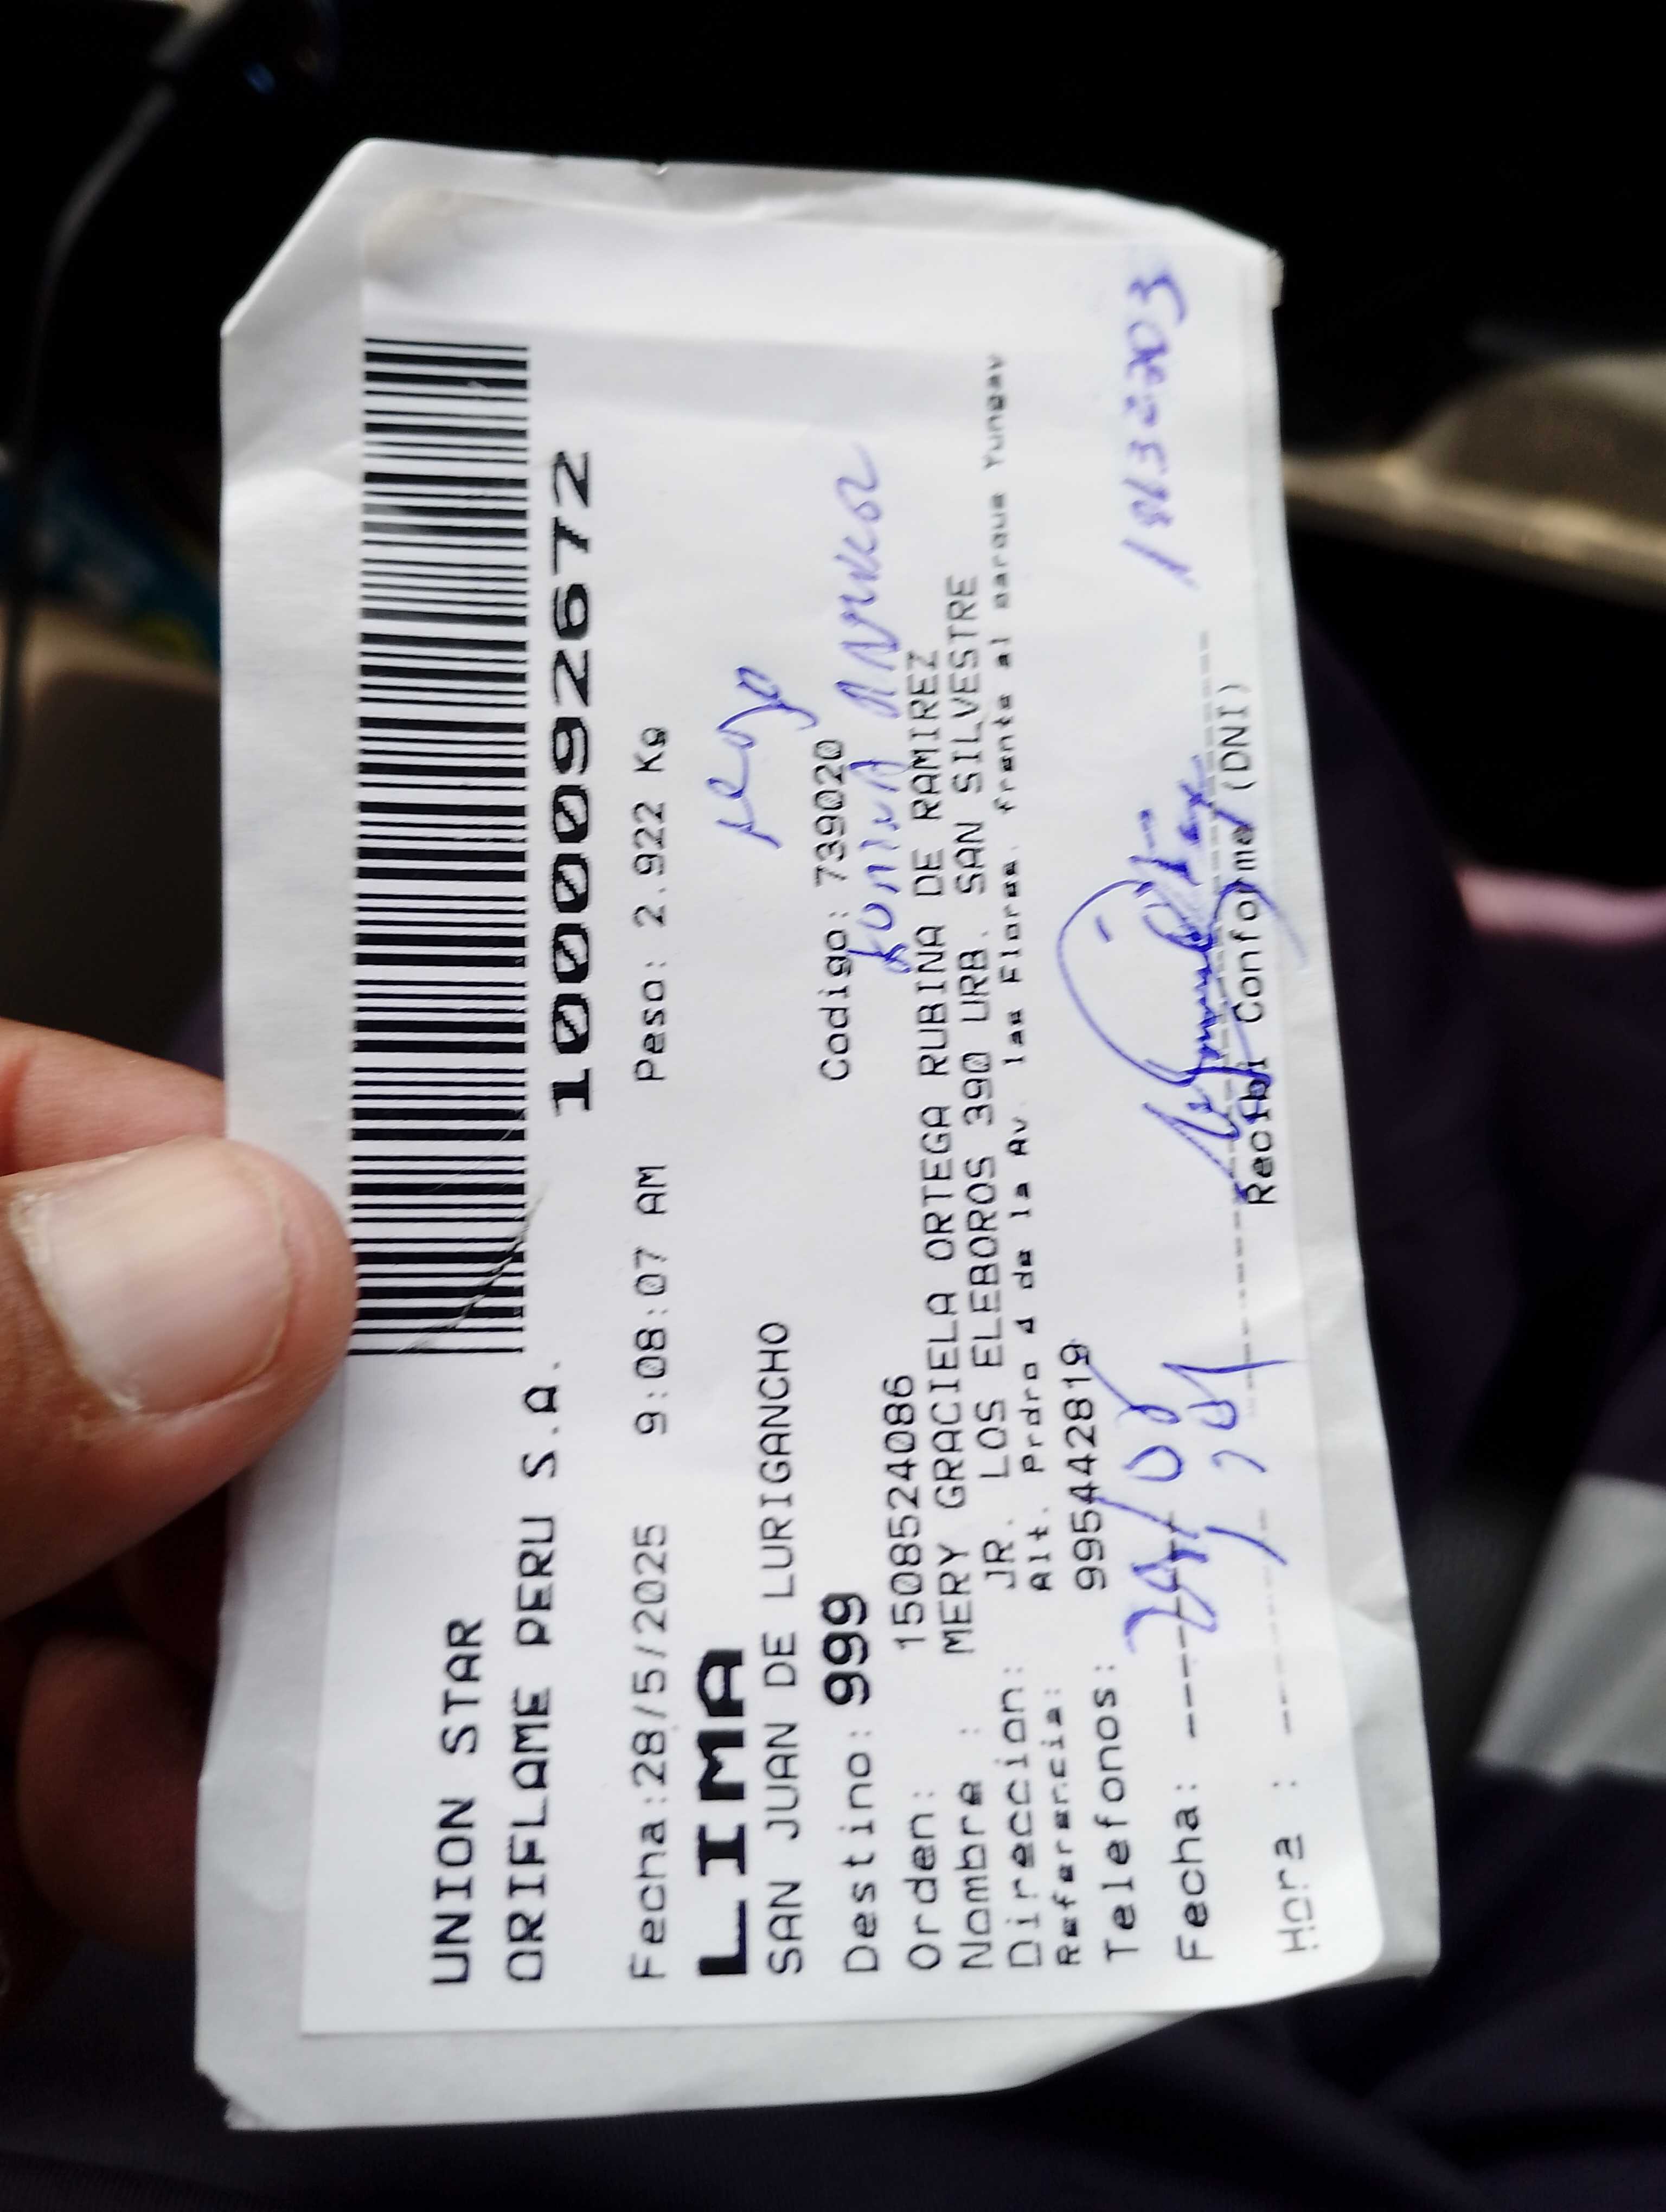 UNION STAR
ORIFLAME PERU S.A.
1000092672
Fecha:28/5/2025 9:08:07 AM Peso: 2.922 Kg
LIMA
SAN JUAN DE LURIGANCHO
Destino: 999 Codigo: 739020
Orden: 1508524086
Nombre : MERY GRACIELA ORTEGA RUBINA DE RAMIREZ
Direccion: JR. LOS ELEBOROS 390 URB. SAN SILVESTRE
Referencia: Alt. Prdro 4 de la Av. las Flores, frente al parque Yungay
Telefonos: 995442819
Fecha:
Hora :
Recibi Conforme (DNI)